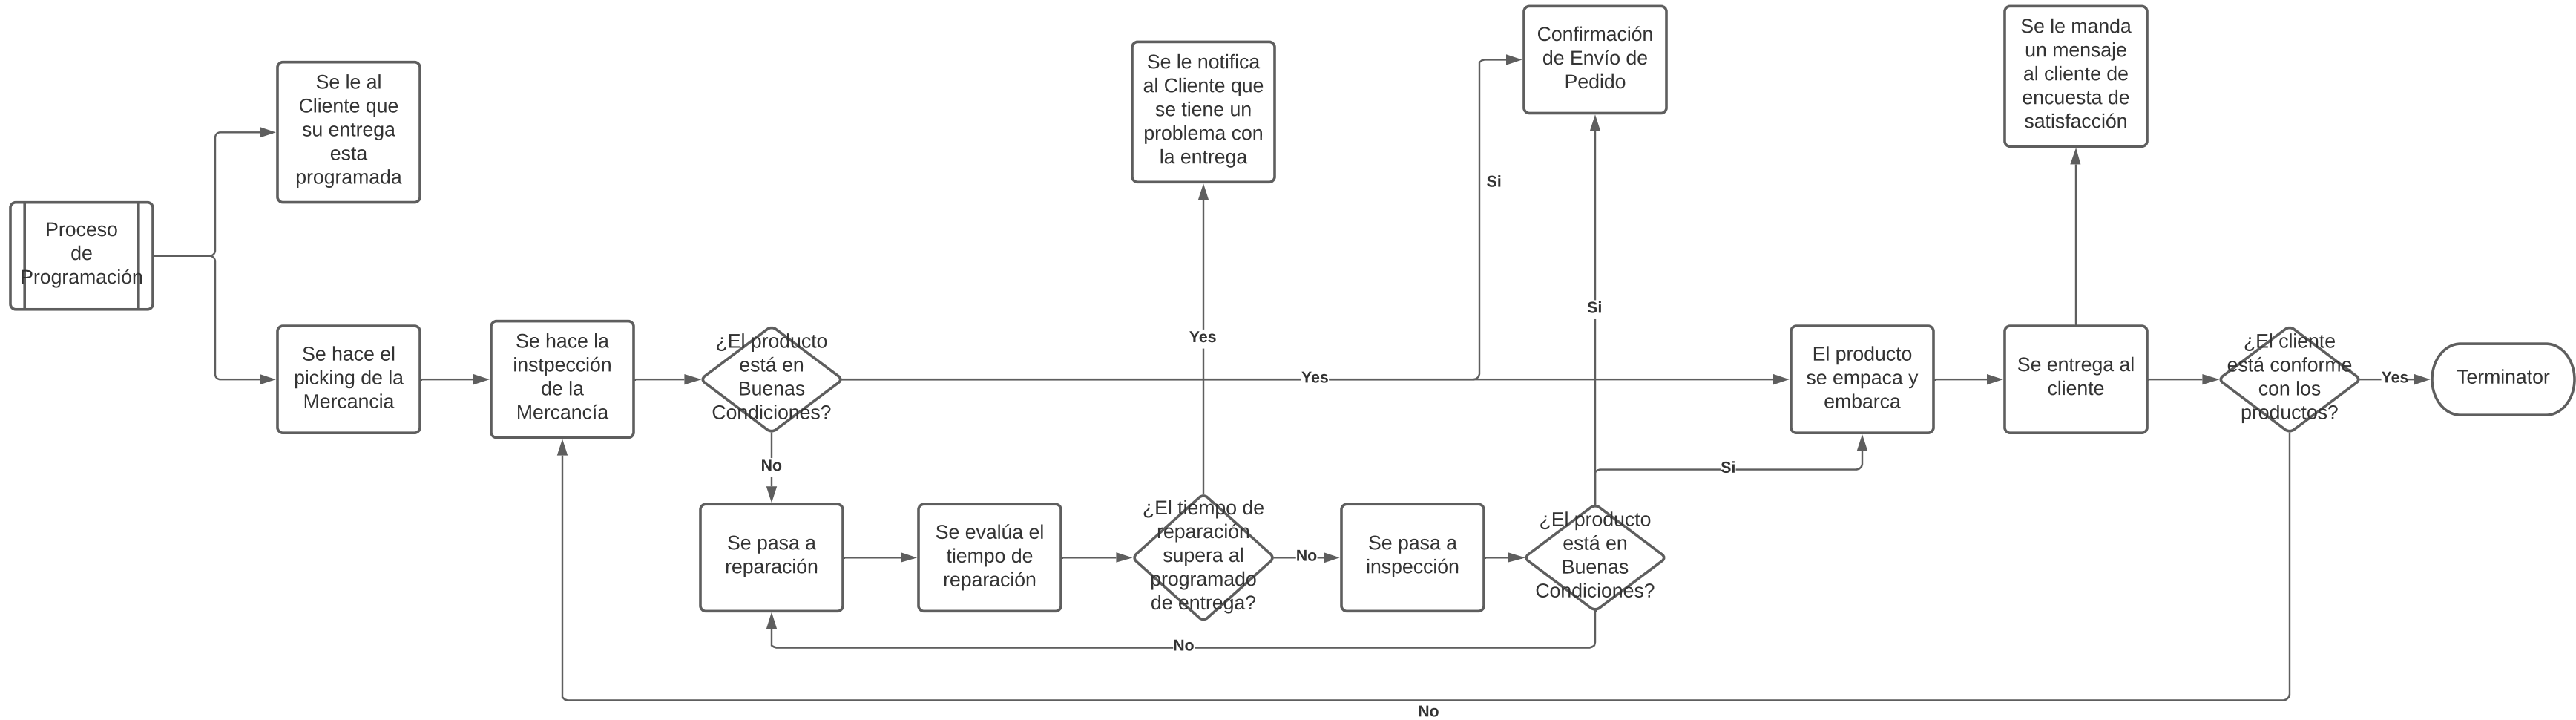 Proceso
de
Programación
Se le al
Cliente que
su entrega
esta
programada
Se hace el
picking de la
Mercancia
Se hace la
instpección
de la
Mercancía
¿El producto
está en
Buenas
Condiciones?
No
Yes
Si
Se pasa a
reparación
Se evalúa el
tiempo de
reparación
¿El tiempo de
reparación
supera al
programado
de entrega?
Yes
Se le notifica
al Cliente que
se tiene un
problema con
la entrega
No
Se pasa a
inspección
¿El producto
está en
Buenas
Condiciones?
No
Si
Si
Confirmación
de Envío de
Pedido
El producto
se empaca y
embarca
Se entrega al
cliente
Se le manda
un mensaje
al cliente de
encuesta de
satisfacción
¿El cliente
está conforme
con los
productos?
Yes
No
Terminator